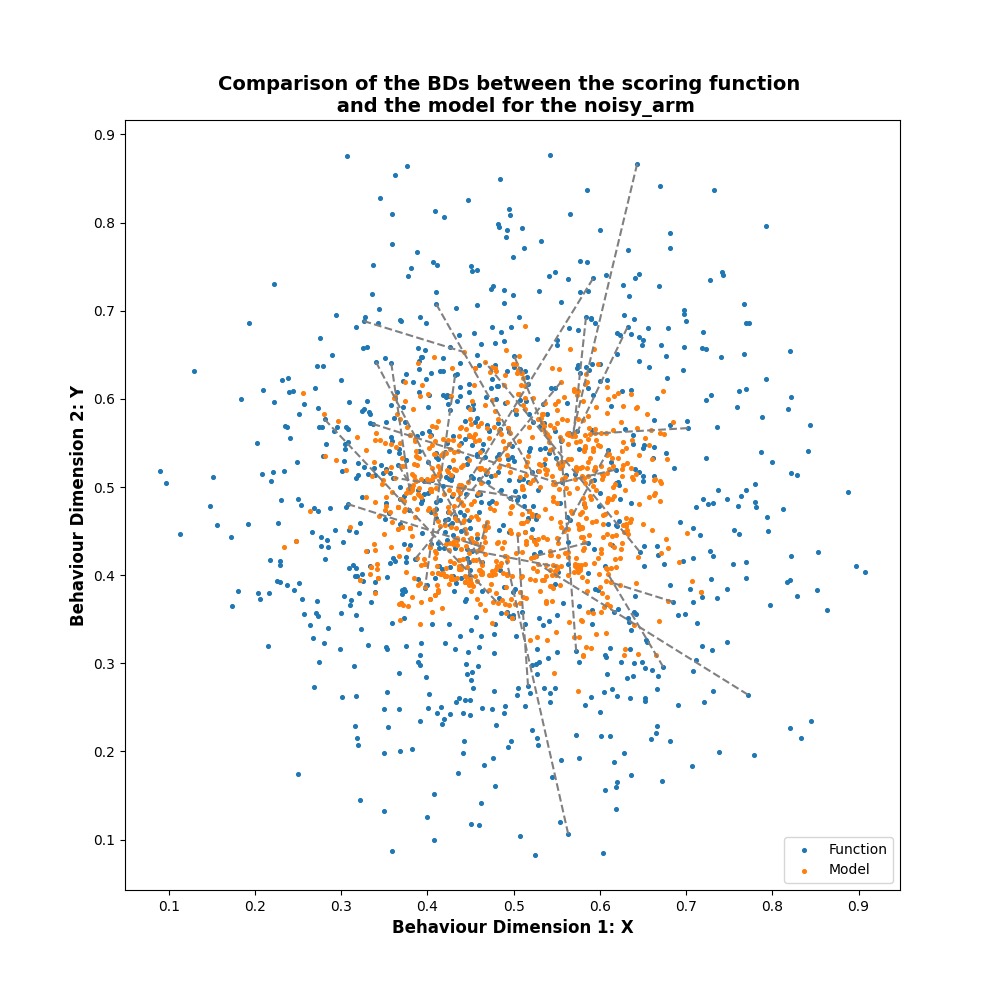 Comparison of the BDs between the scoring function
and the model for the noisy_arm
0.9
0.8
0.7
0.6
0.5
0.4
0.3
0.2
0.1
Behaviour Dimension 2: Y
Function
Model
0.1 0.2 0.3 0.4 0.5 0.6 0.7 0.8 0.9
Behaviour Dimension 1: X